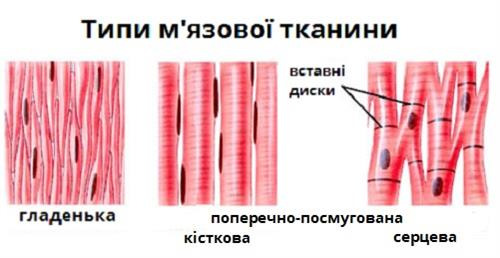 Типи м'язової тканини
вставні
диски
гладенька
поперечно-посмугована
кісткова
серцева